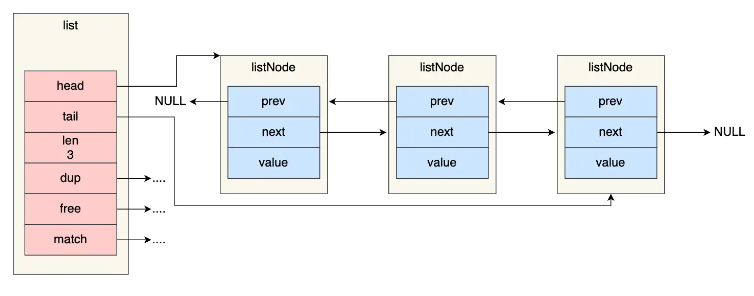 list
head
tail
len
3
dup
....
free
....
match
....
NULL
listNode
prev
next
value
listNode
prev
next
value
listNode
prev
next
value
NULL